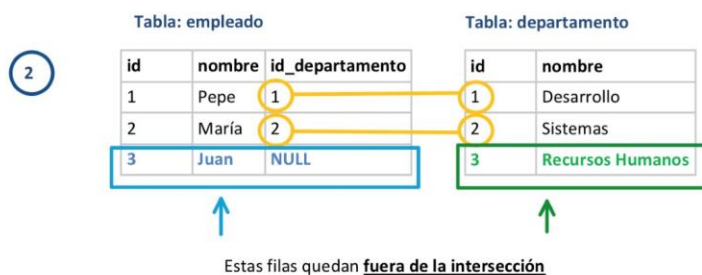 Tabla: empleado
Tabla: departamento
2
id nombre id_departamento
1 Pepe 1
2 María 2
3 Juan NULL
id nombre
1 Desarrollo
2 Sistemas
3 Recursos Humanos
Estas filas quedan fuera de la intersección